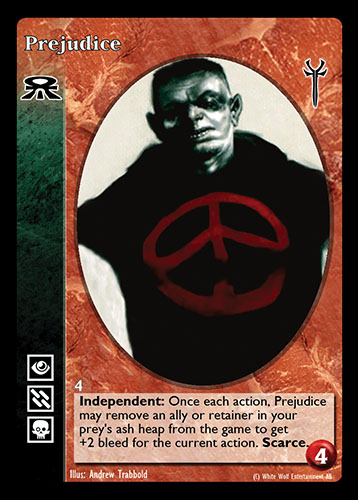 Prejudice
4
Independent: Once each action, Prejudice
may remove an ally or retainer in your
prey's ash heap from the game to get
+2 bleed for the current action. Scarce.
4
Illus: Andrew Trabbold
(C) White Wolf Entertainment AB